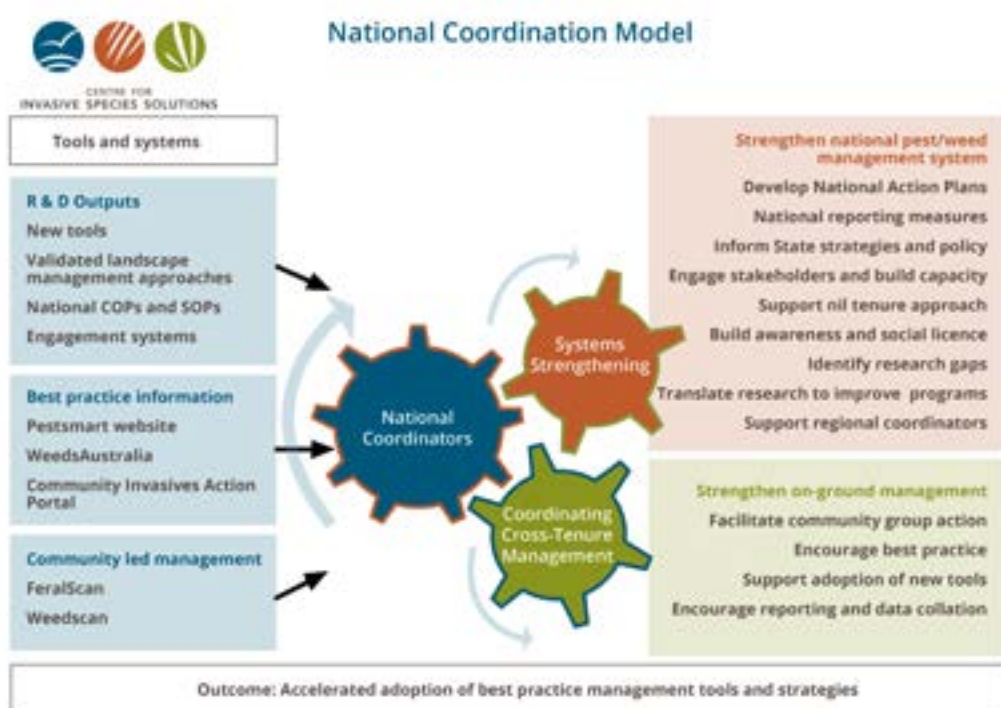 National Coordination Model
CENTRE FOR
INVASIVE SPECIES SOLUTIONS
Tools and systems
R & D Outputs
New tools
Validated landscape
management approaches
National COPs and SOPs
Engagement systems
Best practice information
Pestsmart website
WeedsAustralia
Community Invasives Action
Portal
Community led management
FeralScan
Weedscan
National
Coordinators
Systems
Strengthening
Coordinating
Cross-Tenure
Management
Strengthen national pest/weed
management system
Develop National Action Plans
National reporting measures
Inform State strategies and policy
Engage stakeholders and build capacity
Support nil tenure approach
Build awareness and social licence
Identify research gaps
Translate research to improve programs
Support regional coordinators
Strengthen on-ground management
Facilitate community group action
Encourage best practice
Support adoption of new tools
Encourage reporting and data collation
Outcome: Accelerated adoption of best practice management tools and strategies